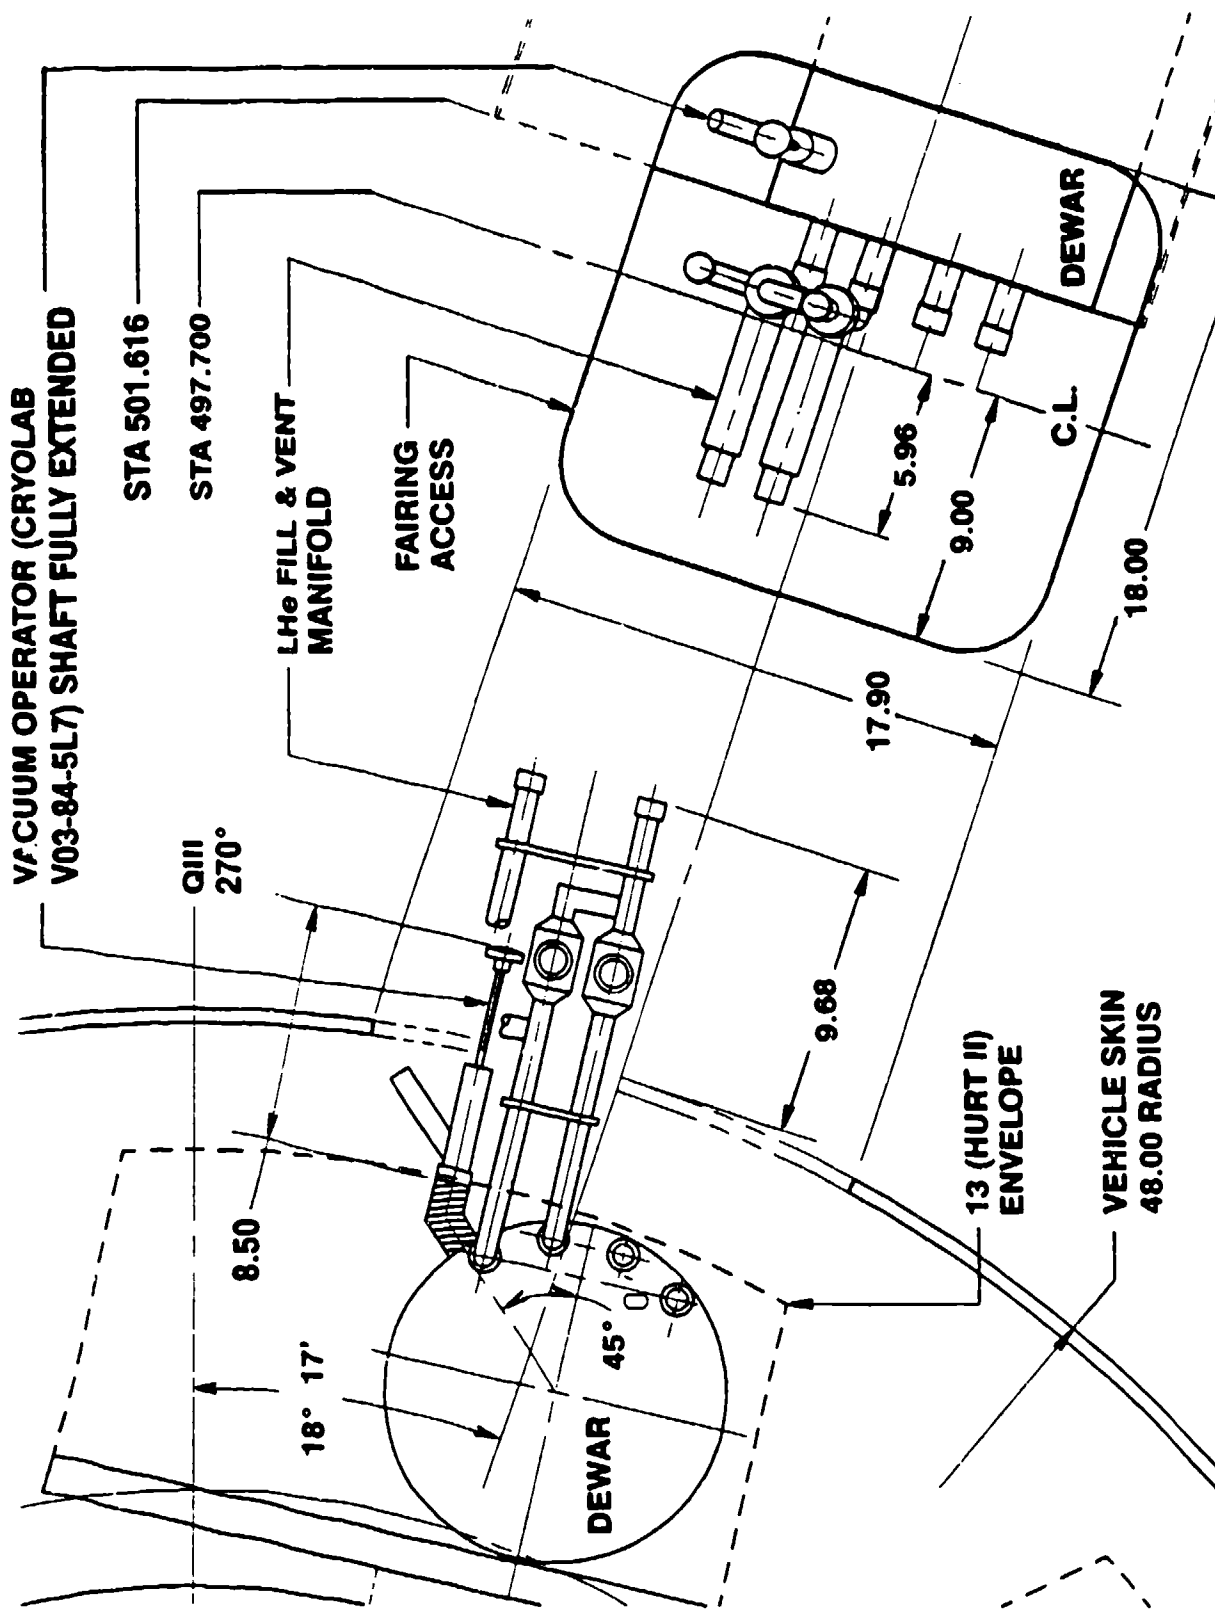 VACUUM OPERATOR (CRYOLAB
V03-84-5L7) SHAFT FULLY EXTENDED
STA 501.616
STA 497.700
QIII
270°
LHe FILL & VENT
MANIFOLD
FAIRING
ACCESS
8.50
18° 17'
45°
DEWAR
DEWAR
C.L.
5.96
9.00
18.00
17.90
9.68
13 (HURT II)
ENVELOPE
VEHICLE SKIN
48.00 RADIUS